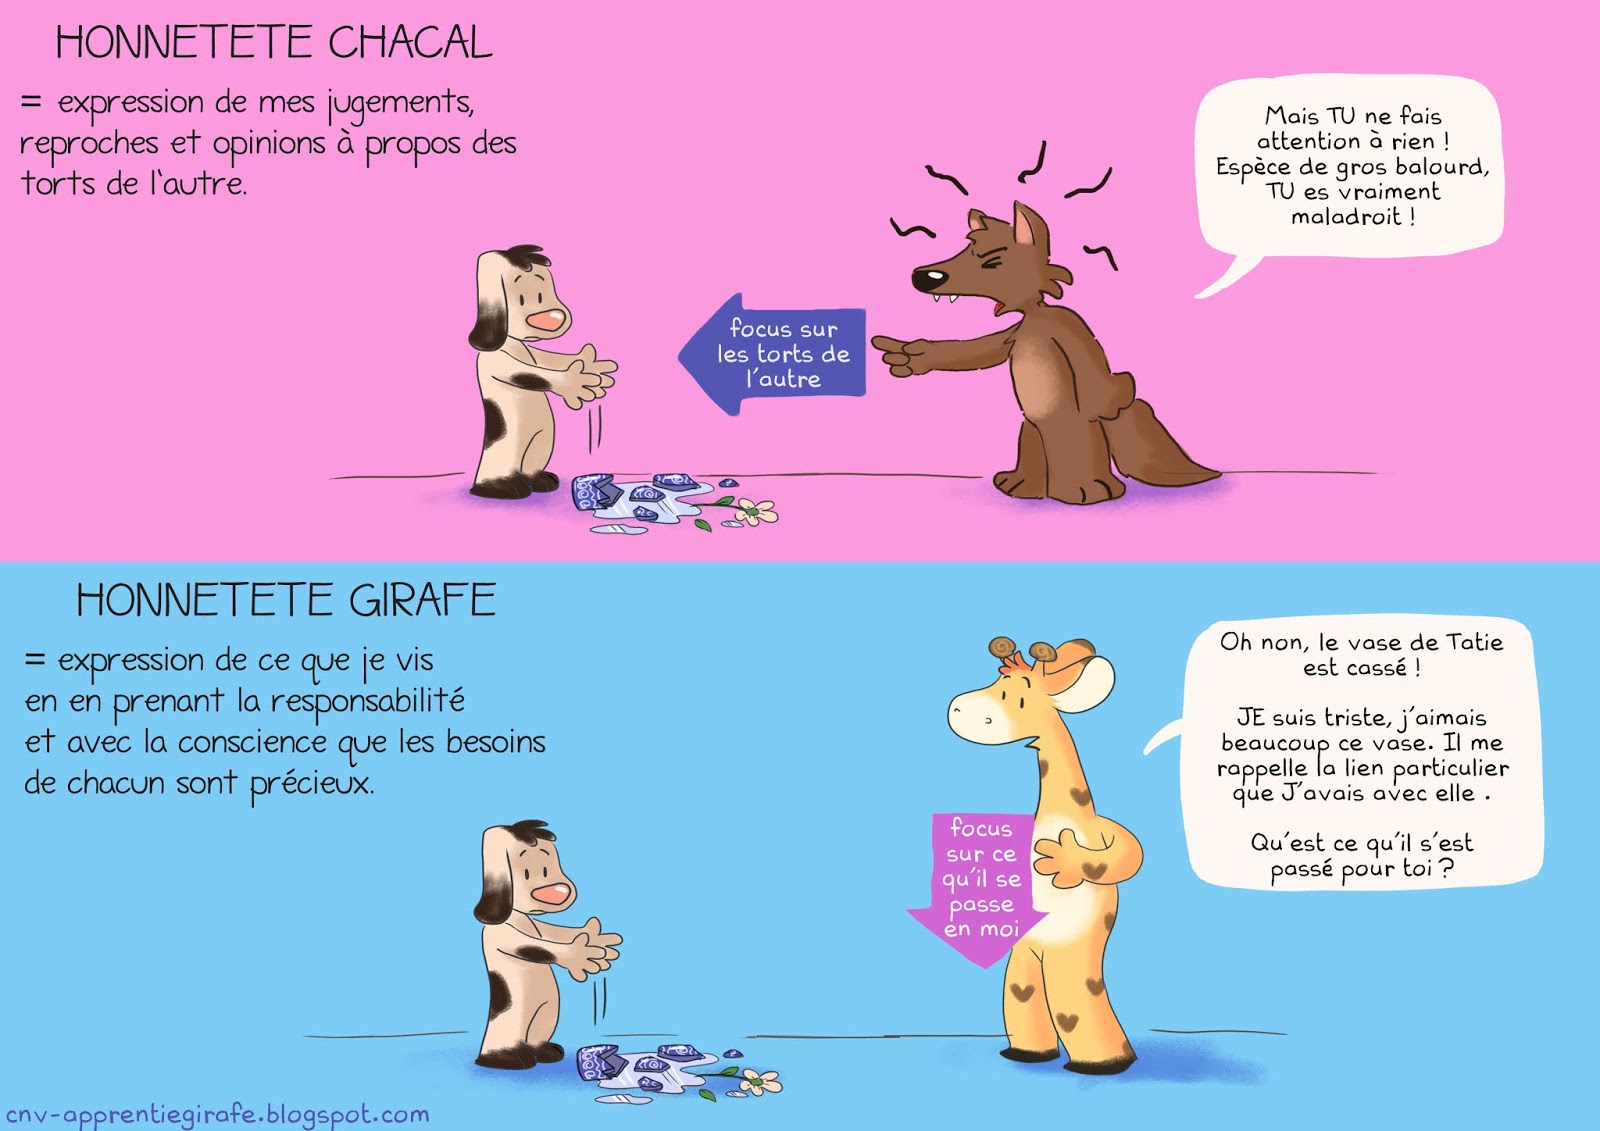 HONNETETE CHACAL
= expression de mes jugements,
reproches et opinions à propos des
torts de l'autre.
Mais TU ne fais
attention à rien !
Espèce de gros balourd,
TU es vraiment
maladroit !
focus sur
les torts de
l'autre
HONNETETE GIRAFE
= expression de ce que je vis
en en prenant la responsabilité
et avec la conscience que les besoins
de chacun sont précieux.
Oh non, le vase de Tatie
est cassé !
JE suis triste, j'aimais
beaucoup ce vase. Il me
rappelle la lien particulier
que J'avais avec elle .
Qu'est ce qu'il s'est
passé pour toi ?
focus
sur ce
qu'il se
passe
en moi
cnv-apprentiegirafe.blogspot.com